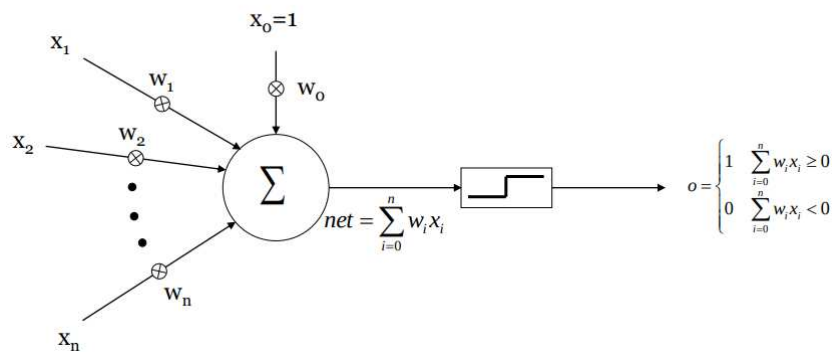 x₀=1
x₁
w₁
w₀
x₂
w₂
∑
net = ∑ᵢ₌₀ⁿ wᵢxᵢ
o = { 1 ∑ᵢ₌₀ⁿ wᵢxᵢ ≥ 0
0 ∑ᵢ₌₀ⁿ wᵢxᵢ < 0
wₙ
xₙ